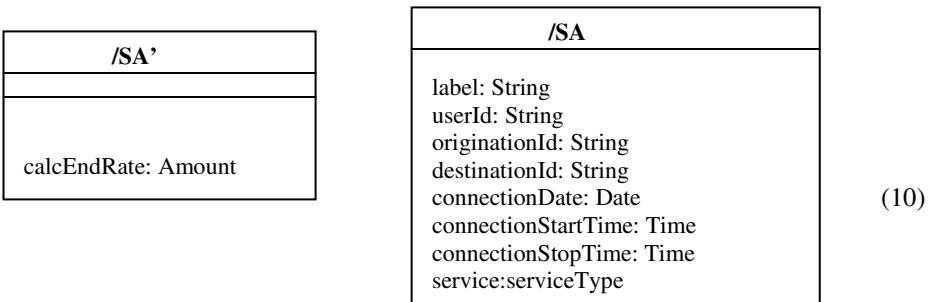 /SA’
calcEndRate: Amount
/SA
label: String
userId: String
originationId: String
destinationId: String
connectionDate: Date
connectionStartTime: Time
connectionStopTime: Time
service:serviceType
(10)